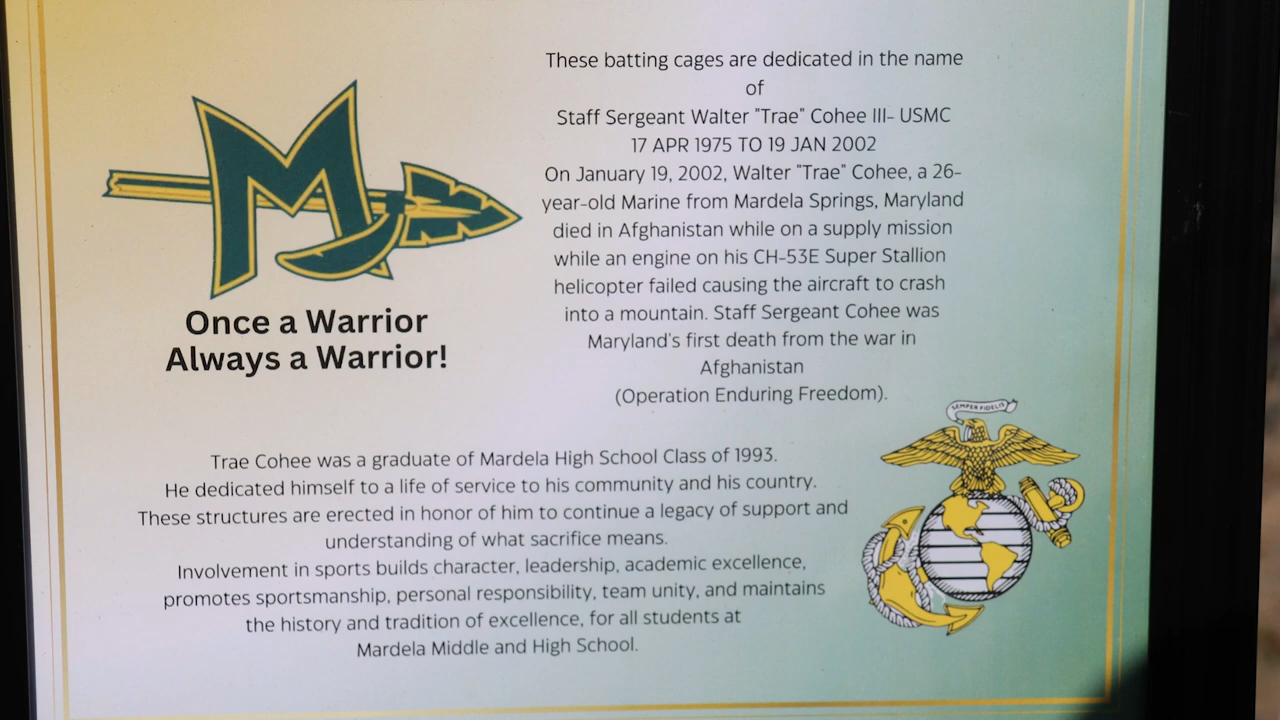 These batting cages are dedicated in the name
of
Staff Sergeant Walter "Trae" Cohee III- USMC
17 APR 1975 TO 19 JAN 2002
On January 19, 2002, Walter "Trae" Cohee, a 26-
year-old Marine from Mardela Springs, Maryland
died in Afghanistan while on a supply mission
while an engine on his CH-53E Super Stallion
helicopter failed causing the aircraft to crash
into a mountain. Staff Sergeant Cohee was
Maryland's first death from the war in
Afghanistan
(Operation Enduring Freedom).
M
Once a Warrior
Always a Warrior!
SEMPER FIDELIS
Trae Cohee was a graduate of Mardela High School Class of 1993.
He dedicated himself to a life of service to his community and his country.
These structures are erected in honor of him to continue a legacy of support and
understanding of what sacrifice means.
Involvement in sports builds character, leadership, academic excellence,
promotes sportsmanship, personal responsibility, team unity, and maintains
the history and tradition of excellence, for all students at
Mardela Middle and High School.